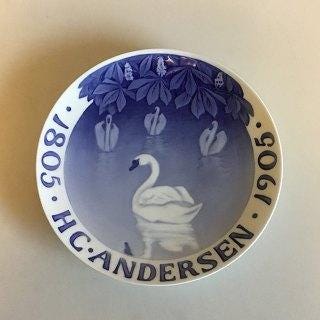 1805 · HC · ANDERSEN · 1905 ·